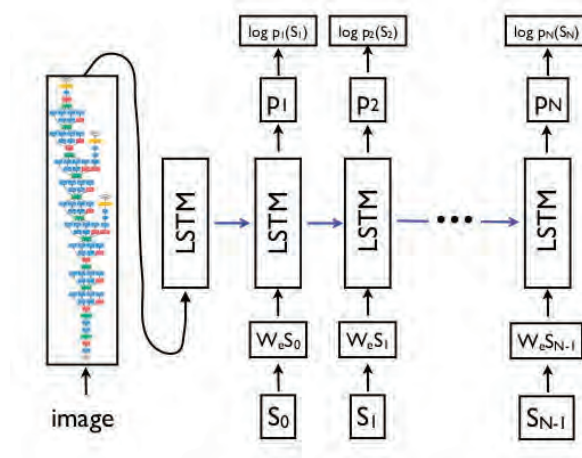 log p₁(S₁) log p₂(S₂) log pN(SN)
p₁ p₂ pN
LSTM LSTM LSTM ••• LSTM
WₑS₀ WₑS₁ WₑSN-1
image S₀ S₁ SN-1